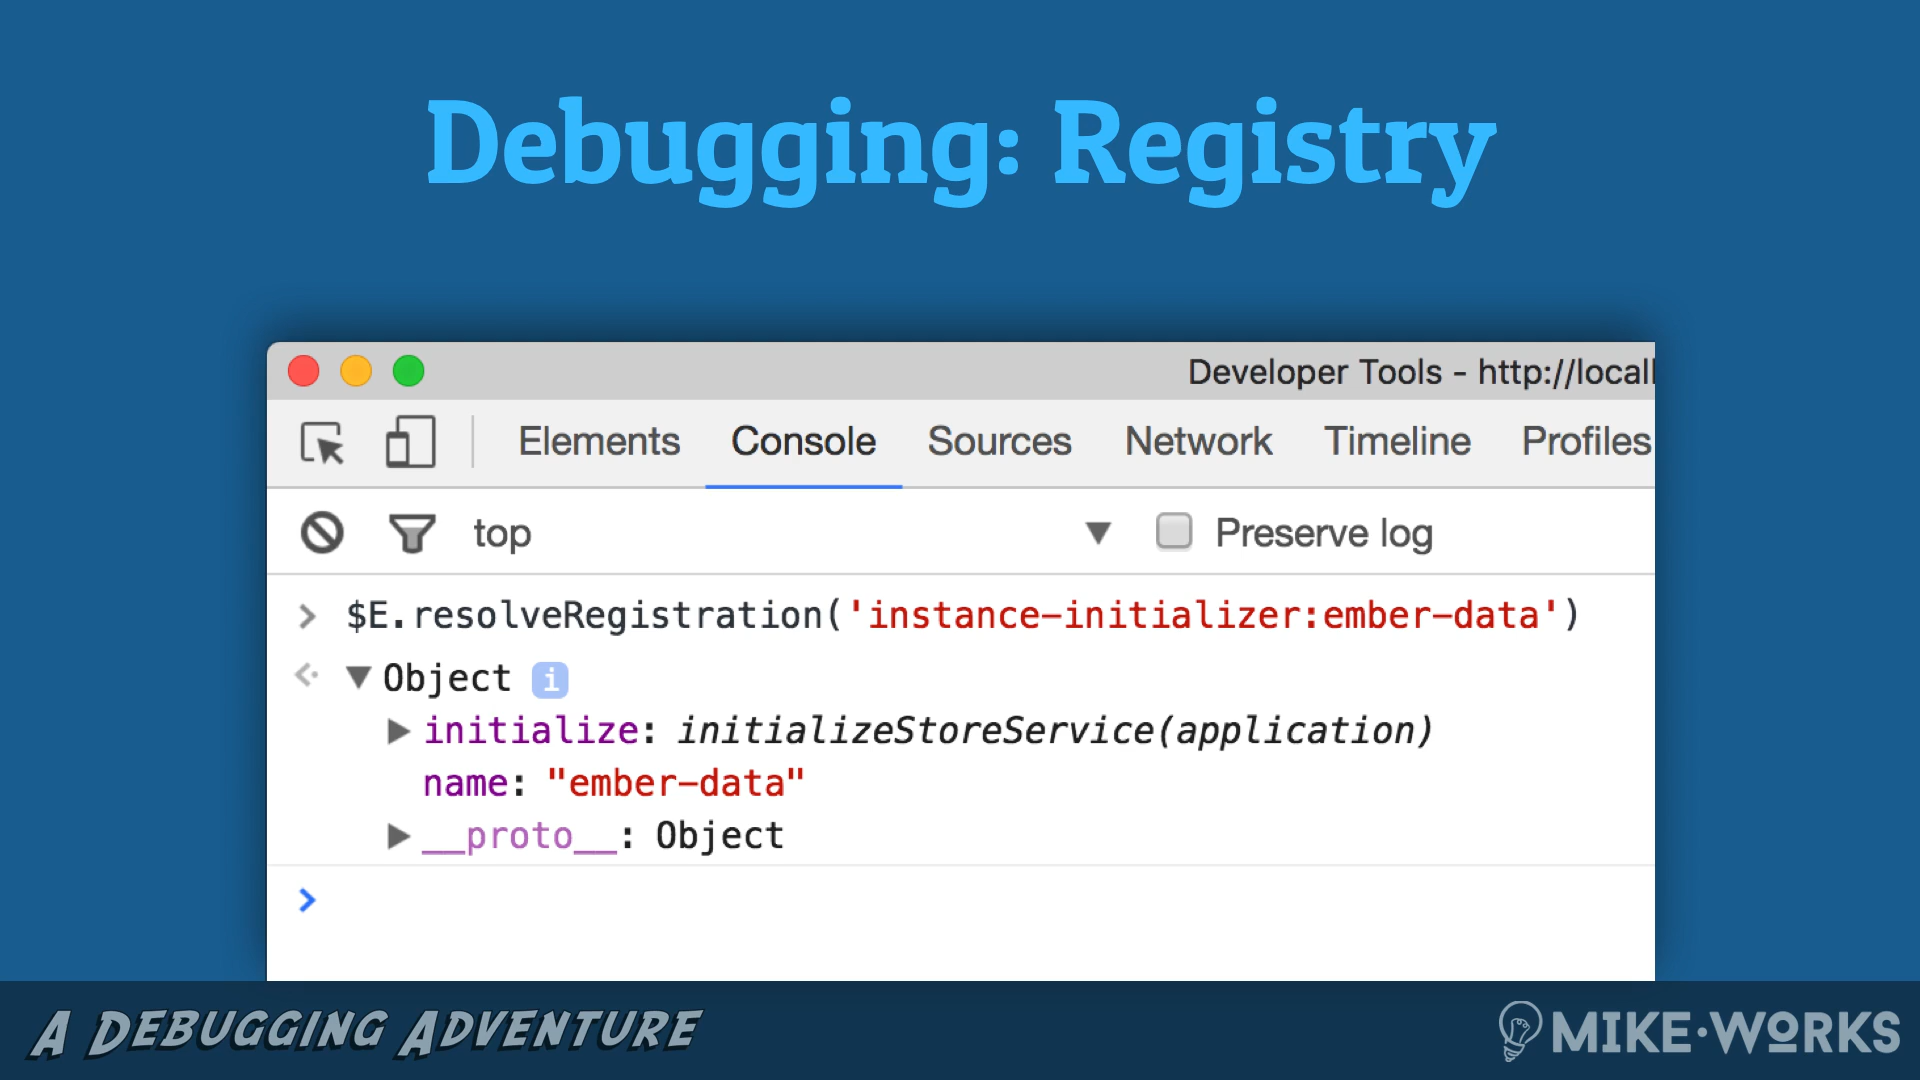 Debugging: Registry
Developer Tools - http://locall
Elements Console Sources Network Timeline Profiles
top ▼ Preserve log
> $E.resolveRegistration('instance-initializer:ember-data')
▼ Object i
▶ initialize: initializeStoreService(application)
name: "ember-data"
▶ __proto__: Object
>
A Debugging Adventure
MIKE·WORKS